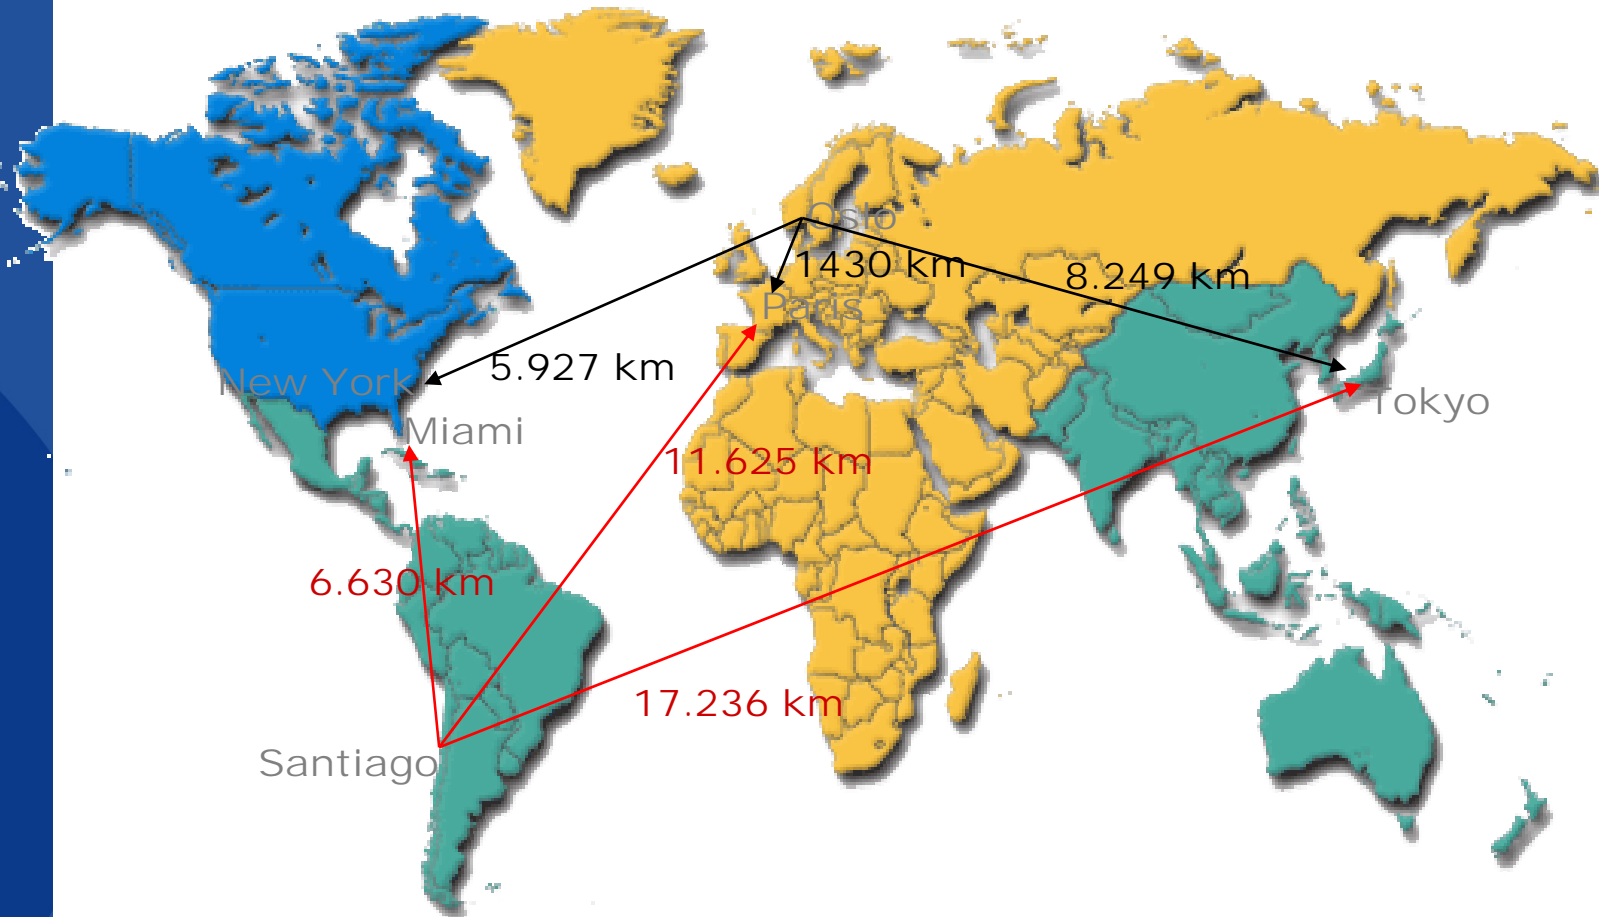 Oslo
1430 km
8.249 km
Paris
5.927 km
New York
Tokyo
Miami
11.625 km
6.630 km
17.236 km
Santiago